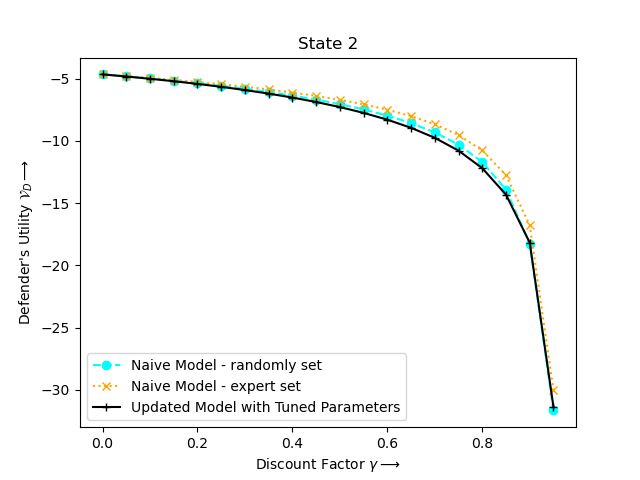 State 2
Defender's Utility 𝒱_D ⟶
−5
−10
−15
−20
−25
−30
Naive Model - randomly set
Naive Model - expert set
Updated Model with Tuned Parameters
0.0 0.2 0.4 0.6 0.8
Discount Factor γ ⟶